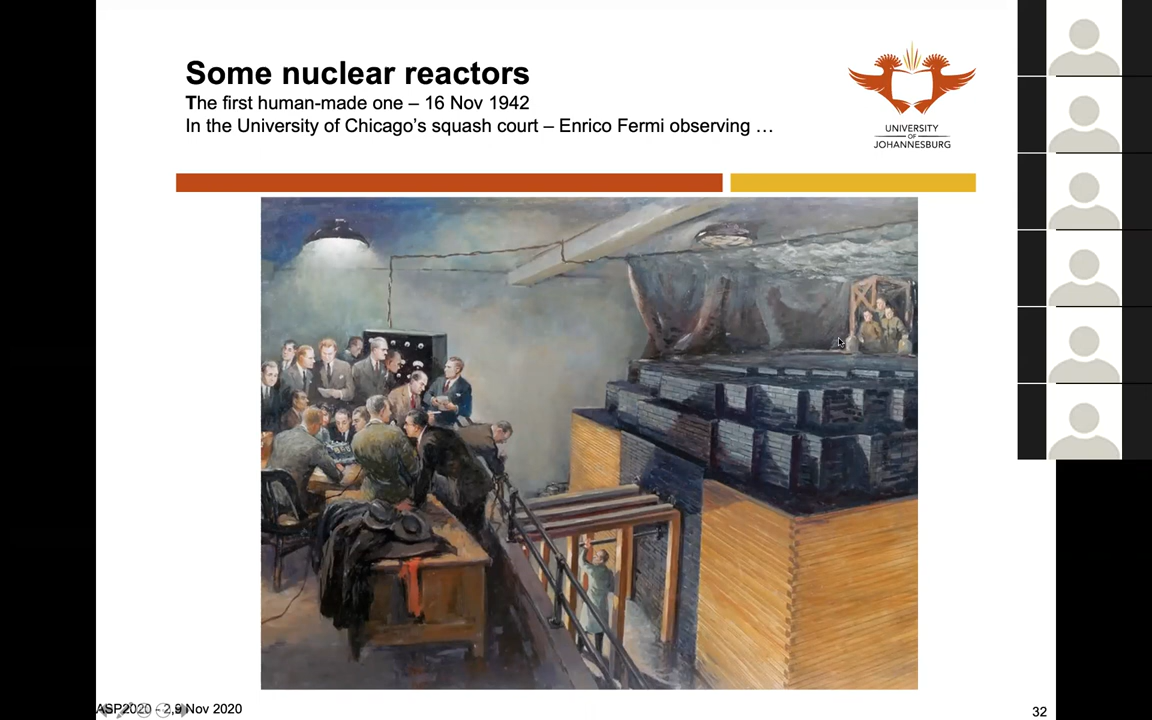 Some nuclear reactors
The first human-made one – 16 Nov 1942
In the University of Chicago's squash court – Enrico Fermi observing …
UNIVERSITY
OF
JOHANNESBURG
ASP2020 - 2,9 Nov 2020
32